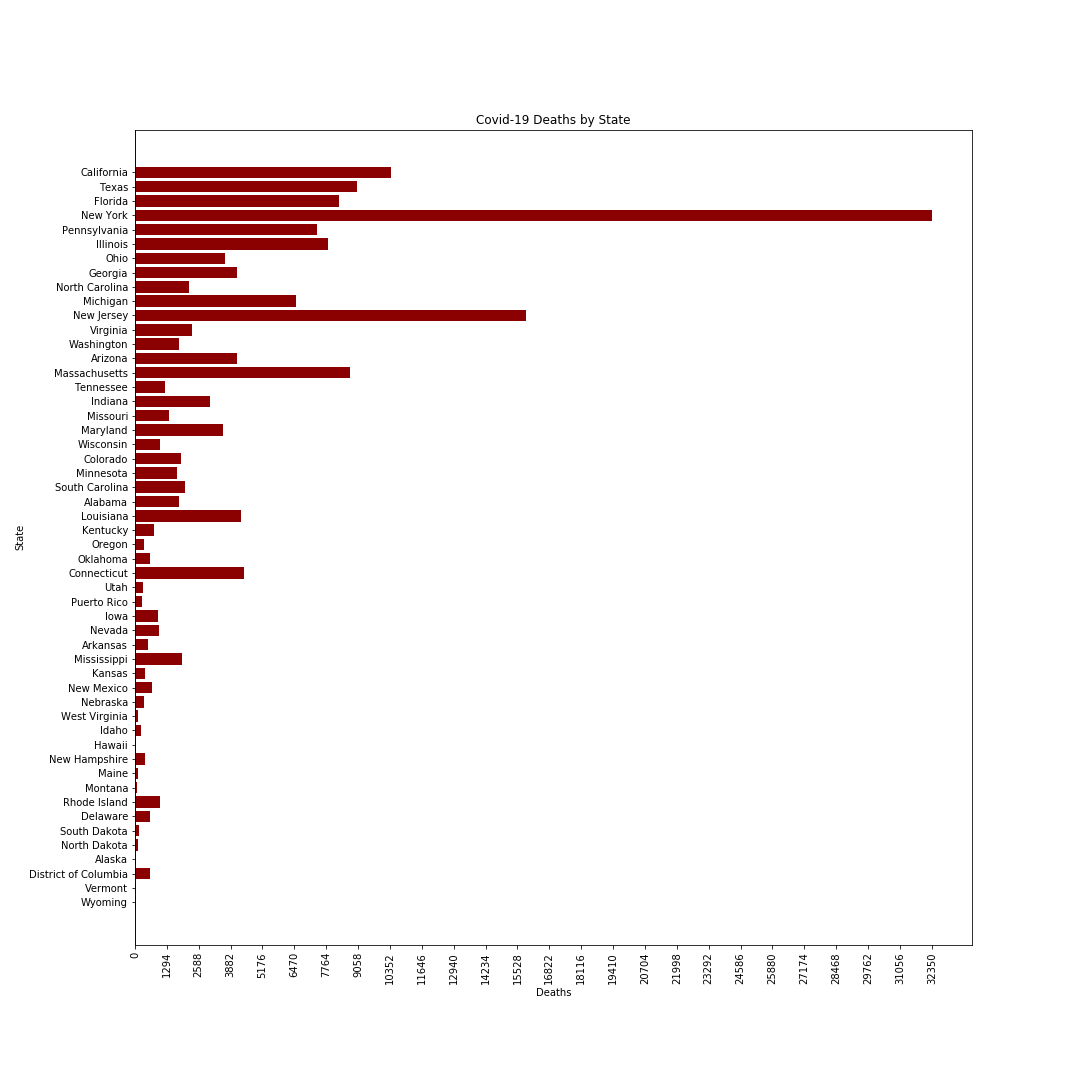 Covid-19 Deaths by State
California
Texas
Florida
New York
Pennsylvania
Illinois
Ohio
Georgia
North Carolina
Michigan
New Jersey
Virginia
Washington
Arizona
Massachusetts
Tennessee
Indiana
Missouri
Maryland
Wisconsin
Colorado
Minnesota
South Carolina
Alabama
Louisiana
Kentucky
Oregon
Oklahoma
Connecticut
Utah
Puerto Rico
Iowa
Nevada
Arkansas
Mississippi
Kansas
New Mexico
Nebraska
West Virginia
Idaho
Hawaii
New Hampshire
Maine
Montana
Rhode Island
Delaware
South Dakota
North Dakota
Alaska
District of Columbia
Vermont
Wyoming
State
0 1294 2588 3882 5176 6470 7764 9058 10352 11646 12940 14234 15528 16822 18116 19410 20704 21998 23292 24586 25880 27174 28468 29762 31056 32350
Deaths